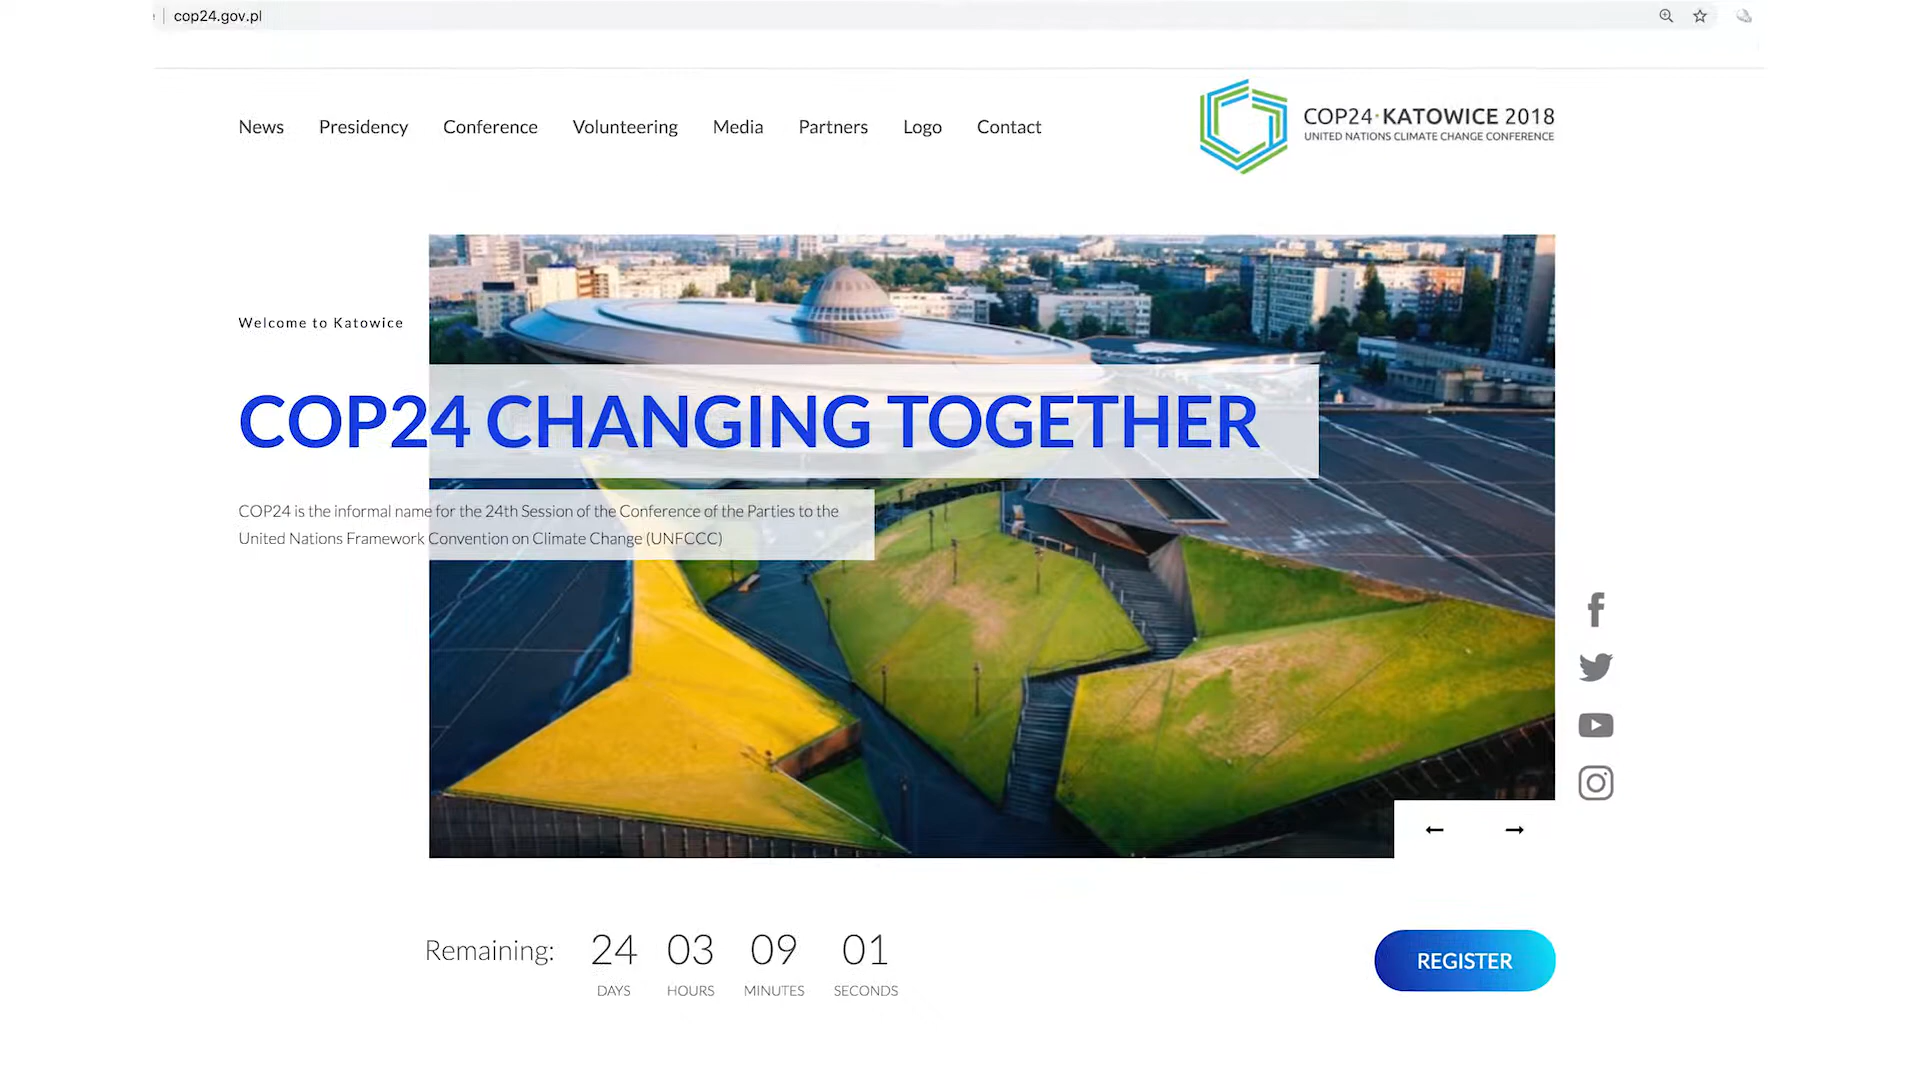 cop24.gov.pl
News Presidency Conference Volunteering Media Partners Logo Contact
COP24·KATOWICE 2018
UNITED NATIONS CLIMATE CHANGE CONFERENCE
Welcome to Katowice
COP24 CHANGING TOGETHER
COP24 is the informal name for the 24th Session of the Conference of the Parties to the
United Nations Framework Convention on Climate Change (UNFCCC)
Remaining: 24 03 09 01
DAYS HOURS MINUTES SECONDS
REGISTER